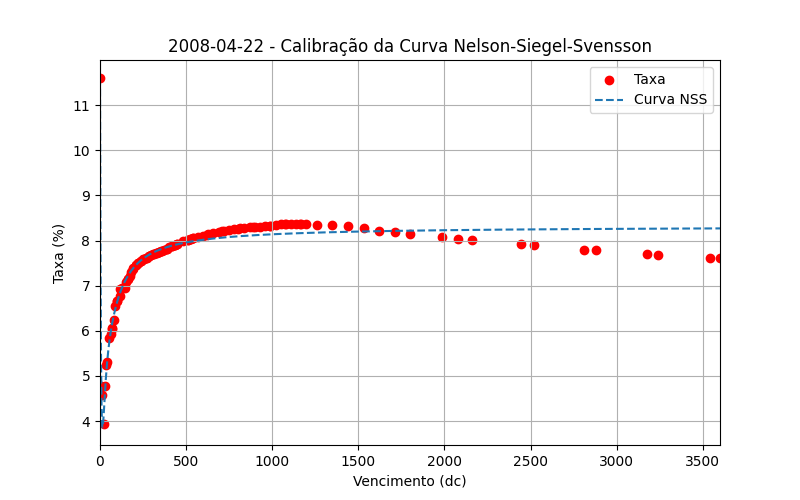 2008-04-22 - Calibração da Curva Nelson-Siegel-Svensson
Taxa
Curva NSS
Taxa (%)
11
10
9
8
7
6
5
4
0 500 1000 1500 2000 2500 3000 3500
Vencimento (dc)